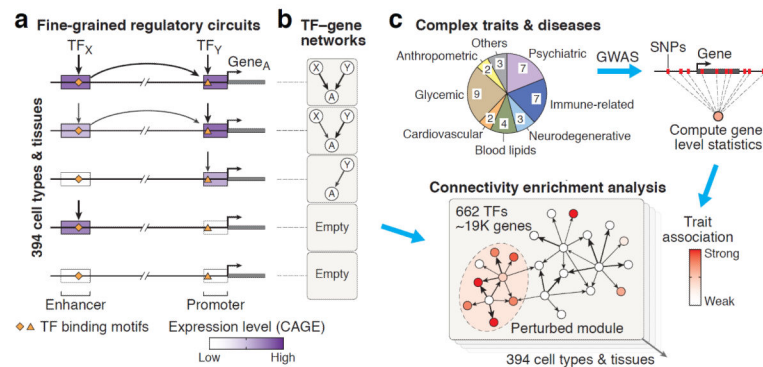 a Fine-grained regulatory circuits
TFX
TFY
GeneA
394 cell types & tissues
Enhancer
Promoter
TF binding motifs
Expression level (CAGE)
Low
High
b TF–gene
networks
X Y
A
X Y
A
Y
A
Empty
Empty
c Complex traits & diseases
Others
Anthropometric
Psychiatric
Glycemic
Immune-related
Cardiovascular
Neurodegenerative
Blood lipids
3
2
7
9
7
2
4
3
GWAS
SNPs
Gene
Compute gene
level statistics
Connectivity enrichment analysis
662 TFs
~19K genes
Perturbed module
394 cell types & tissues
Trait
association
Strong
Weak